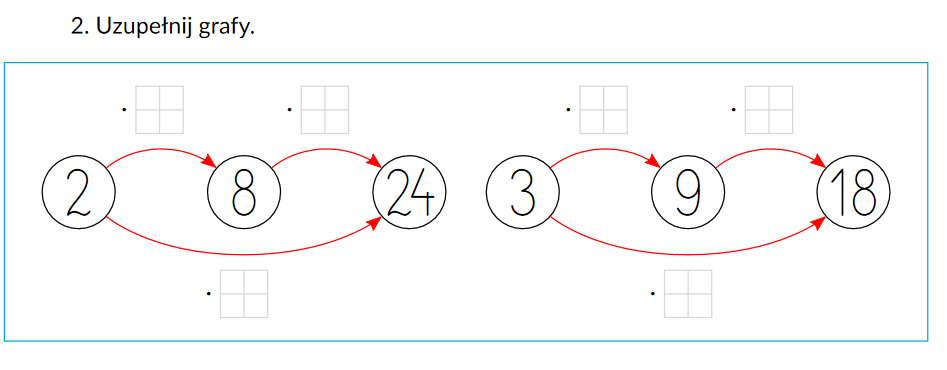 2. Uzupełnij grafy.
· · · ·
2 8 24 3 9 18
· ·